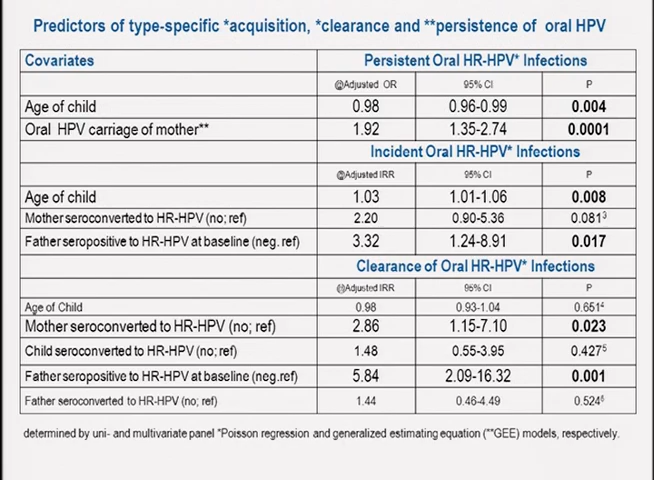 Predictors of type-specific *acquisition, *clearance and **persistence of oral HPV
Covariates Persistent Oral HR-HPV* Infections
@Adjusted OR 95% CI P
Age of child 0.98 0.96-0.99 0.004
Oral HPV carriage of mother** 1.92 1.35-2.74 0.0001
Incident Oral HR-HPV* Infections
@Adjusted IRR 95% CI P
Age of child 1.03 1.01-1.06 0.008
Mother seroconverted to HR-HPV (no; ref) 2.20 0.90-5.36 0.081³
Father seropositive to HR-HPV at baseline (neg. ref) 3.32 1.24-8.91 0.017
Clearance of Oral HR-HPV* Infections
@Adjusted IRR 95% CI P
Age of Child 0.98 0.93-1.04 0.651⁴
Mother seroconverted to HR-HPV (no; ref) 2.86 1.15-7.10 0.023
Child seroconverted to HR-HPV (no; ref) 1.48 0.55-3.95 0.427⁵
Father seropositive to HR-HPV at baseline (neg.ref) 5.84 2.09-16.32 0.001
Father seroconverted to HR-HPV (no; ref) 1.44 0.46-4.49 0.524⁶
determined by uni- and multivariate panel *Poisson regression and generalized estimating equation (**GEE) models, respectively.